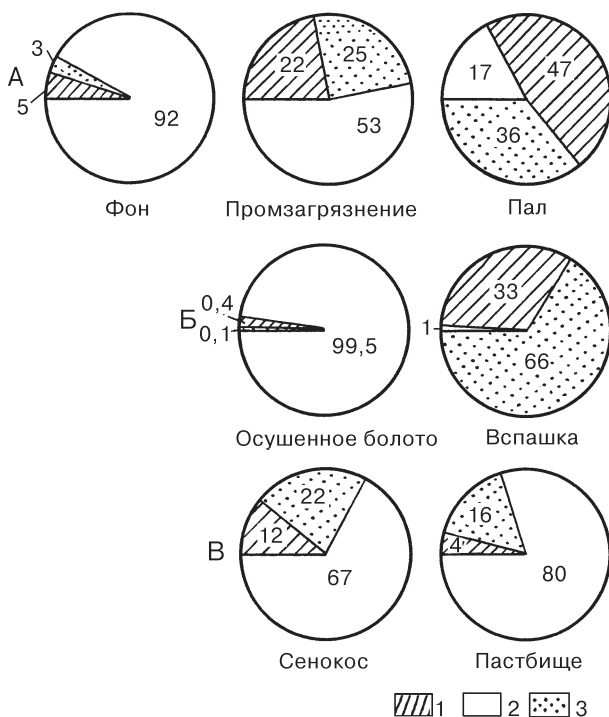 А
3
5
92
Фон
22
25
53
Промзагрязнение
17
47
36
Пал
Б
0,4
0,1
99,5
Осушенное болото
33
1
66
Вспашка
В
22
12
67
Сенокос
16
4
80
Пастбище
1 2 3